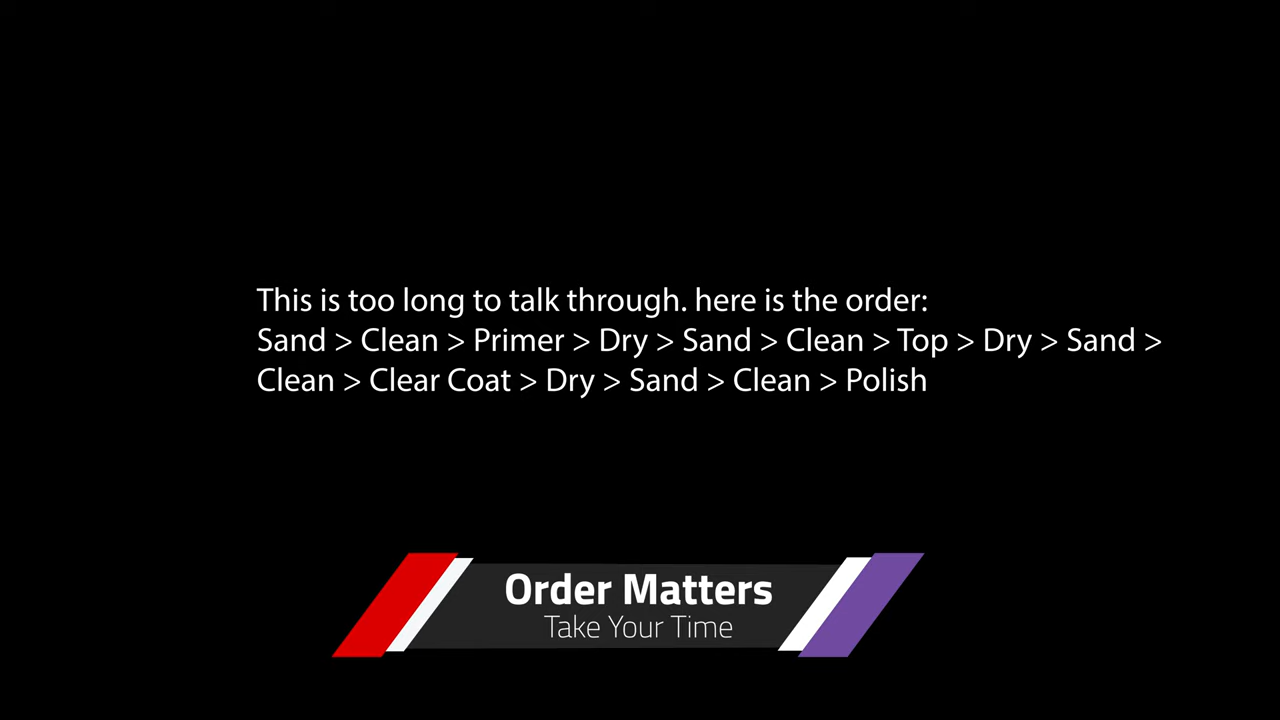 This is too long to talk through. here is the order:
Sand > Clean > Primer > Dry > Sand > Clean > Top > Dry > Sand >
Clean > Clear Coat > Dry > Sand > Clean > Polish
Order Matters
Take Your Time